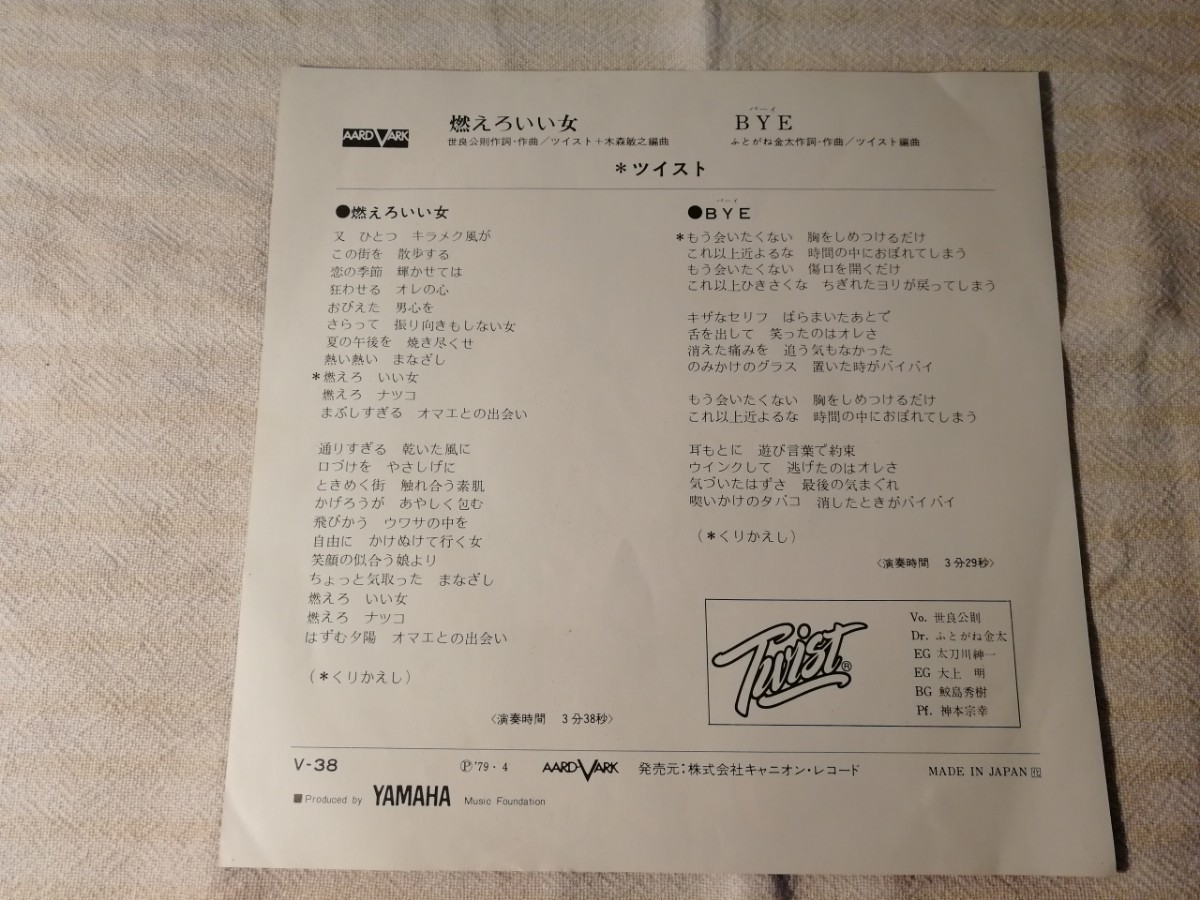 AARDVARK
燃えろいい女
世良公則作詞・作曲／ツイスト＋木森敏之編曲
バーイ
BYE
ふとがね金太作詞・作曲／ツイスト編曲
＊ツイスト
●燃えろいい女
又　ひとつ　キラメク風が
この街を　散歩する
恋の季節　輝かせては
狂わせる　オレの心
おびえた　男心を
さらって　振り向きもしない女
夏の午後を　焼き尽くせ
熱い熱い　まなざし
＊燃えろ　いい女
燃えろ　ナツコ
まぶしすぎる　オマエとの出会い
通りすぎる　乾いた風に
口づけを　やさしげに
ときめく街　触れ合う素肌
かげろうが　あやしく包む
飛びかう　ウワサの中を
自由に　かけぬけて行く女
笑顔の似合う娘より
ちょっと気取った　まなざし
燃えろ　いい女
燃えろ　ナツコ
はずむ夕陽　オマエとの出会い
（＊くりかえし）
〈演奏時間　3分38秒〉
バーイ
●BYE
＊もう会いたくない　胸をしめつけるだけ
これ以上近よるな　時間の中におぼれてしまう
もう会いたくない　傷口を開くだけ
これ以上ひきさくな　ちぎれたヨリが戻ってしまう
キザなセリフ　ばらまいたあとで
舌を出して　笑ったのはオレさ
消えた痛みを　追う気もなかった
のみかけのグラス　置いた時がバイバイ
もう会いたくない　胸をしめつけるだけ
これ以上近よるな　時間の中におぼれてしまう
耳もとに　遊び言葉で約束
ウインクして　逃げたのはオレさ
気づいたはずさ　最後の気まぐれ
喫いかけのタバコ　消したときがバイバイ
（＊くりかえし）
〈演奏時間　3分29秒〉
Twist®
Vo. 世良公則
Dr. ふとがね金太
EG 太刀川紳一
EG 大上　明
BG 鮫島秀樹
Pf. 神本宗幸
V-38　Ⓟ'79・4　AARD-VARK　発売元：株式会社キャニオン・レコード　MADE IN JAPAN 代
■Produced by YAMAHA Music Foundation